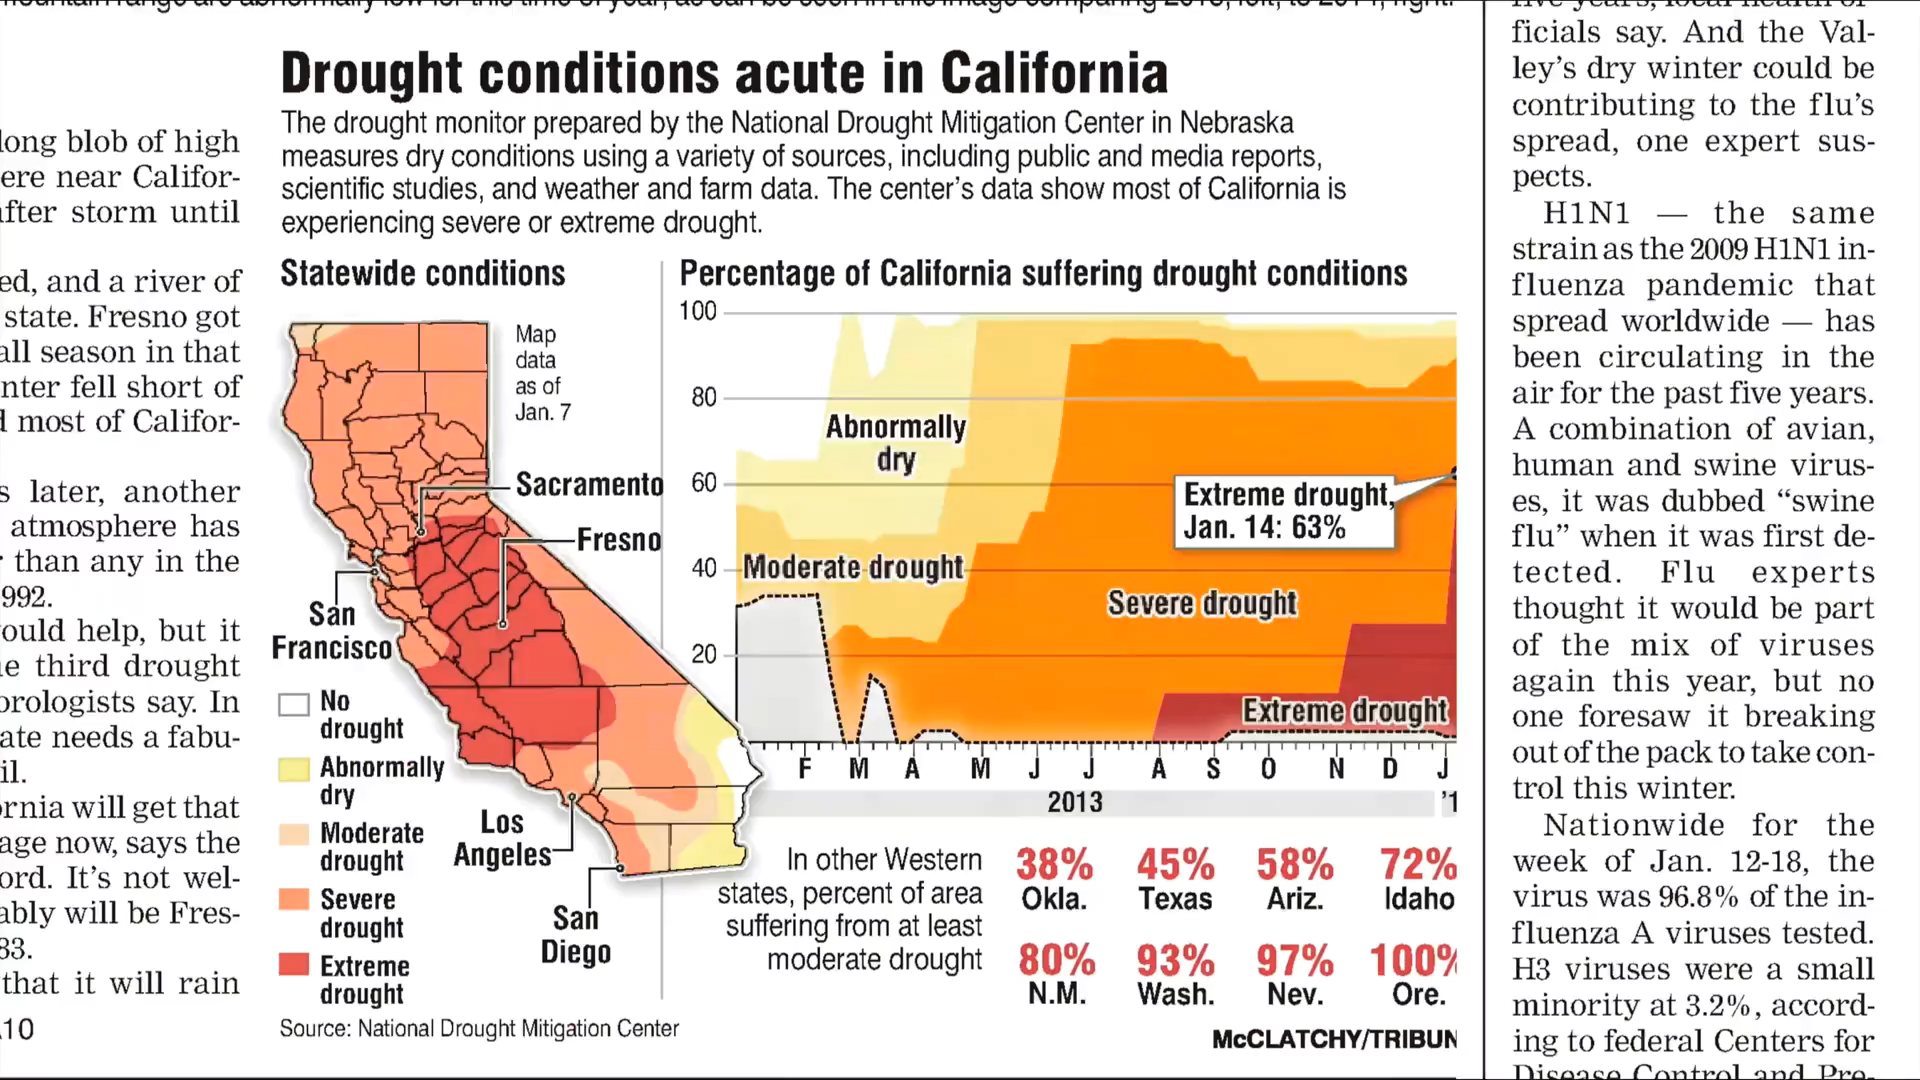 Drought conditions acute in California
The drought monitor prepared by the National Drought Mitigation Center in Nebraska
measures dry conditions using a variety of sources, including public and media reports,
scientific studies, and weather and farm data. The center's data show most of California is
experiencing severe or extreme drought.
long blob of high
ere near Califor-
after storm until
ed, and a river of
state. Fresno got
all season in that
nter fell short of
d most of Califor-
s later, another
atmosphere has
r than any in the
992.
ould help, but it
e third drought
orologists say. In
ate needs a fabu-
il.
ornia will get that
age now, says the
ord. It's not wel-
ably will be Fres-
83.
that it will rain
A10
Statewide conditions
Map
data
as of
Jan. 7
Sacramento
Fresno
San
Francisco
Los
Angeles
San
Diego
No
drought
Abnormally
dry
Moderate
drought
Severe
drought
Extreme
drought
Source: National Drought Mitigation Center
Percentage of California suffering drought conditions
100
80
60
40
20
Abnormally
dry
Moderate drought
Severe drought
Extreme drought,
Jan. 14: 63%
Extreme drought
F M A M J J A S O N D J
2013 '1
In other Western
states, percent of area
suffering from at least
moderate drought
38% 45% 58% 72%
Okla. Texas Ariz. Idaho
80% 93% 97% 100%
N.M. Wash. Nev. Ore.
McCLATCHY/TRIBUN
five years, local health of-
ficials say. And the Val-
ley's dry winter could be
contributing to the flu's
spread, one expert sus-
pects.
H1N1 — the same
strain as the 2009 H1N1 in-
fluenza pandemic that
spread worldwide — has
been circulating in the
air for the past five years.
A combination of avian,
human and swine virus-
es, it was dubbed “swine
flu” when it was first de-
tected. Flu experts
thought it would be part
of the mix of viruses
again this year, but no
one foresaw it breaking
out of the pack to take con-
trol this winter.
Nationwide for the
week of Jan. 12-18, the
virus was 96.8% of the in-
fluenza A viruses tested.
H3 viruses were a small
minority at 3.2%, accord-
ing to federal Centers for
Disease Control and Pre-